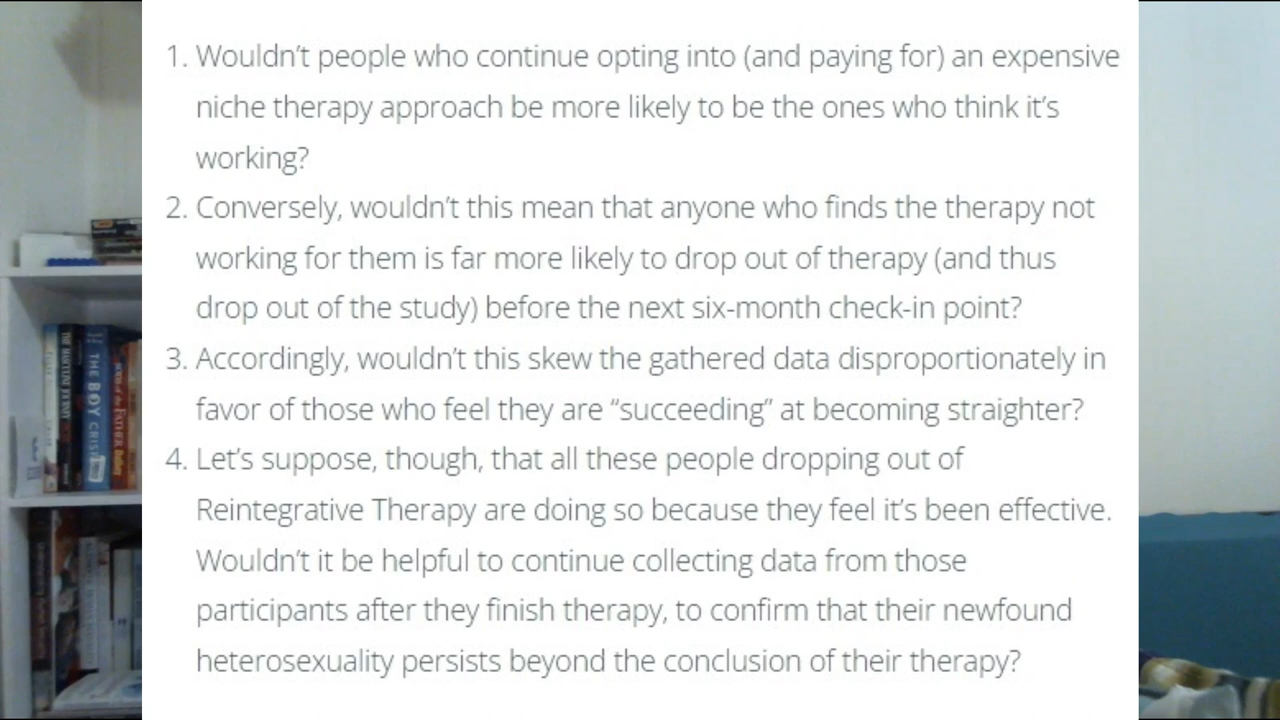 1. Wouldn’t people who continue opting into (and paying for) an expensive
niche therapy approach be more likely to be the ones who think it’s
working?
2. Conversely, wouldn’t this mean that anyone who finds the therapy not
working for them is far more likely to drop out of therapy (and thus
drop out of the study) before the next six-month check-in point?
3. Accordingly, wouldn’t this skew the gathered data disproportionately in
favor of those who feel they are “succeeding” at becoming straighter?
4. Let’s suppose, though, that all these people dropping out of
Reintegrative Therapy are doing so because they feel it’s been effective.
Wouldn’t it be helpful to continue collecting data from those
participants after they finish therapy, to confirm that their newfound
heterosexuality persists beyond the conclusion of their therapy?
THE BOY CRIS